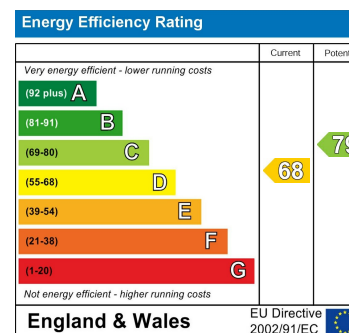 Energy Efficiency Rating
Current Poten
Very energy efficient - lower running costs
(92 plus) A
(81-91) B
(69-80) C
79
(55-68) D
68
(39-54) E
(21-38) F
(1-20) G
Not energy efficient - higher running costs
England & Wales
EU Directive
2002/91/EC